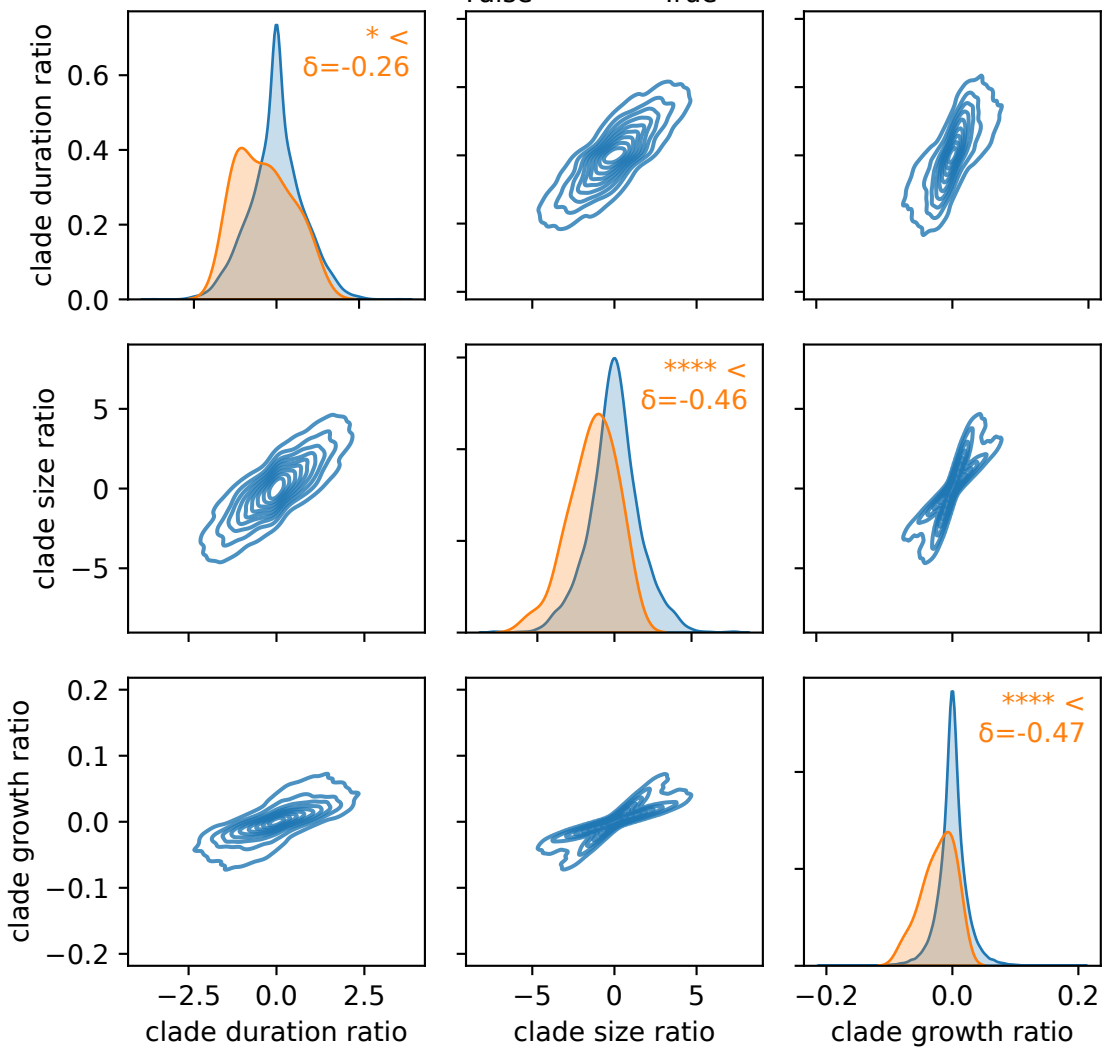 clade duration ratio
0.6
0.4
0.2
0.0
* <
δ=-0.26
clade size ratio
5
0
−5
**** <
δ=-0.46
clade growth ratio
0.2
0.1
0.0
−0.1
−0.2
**** <
δ=-0.47
−2.5 0.0 2.5
−5 0 5
−0.2 0.0 0.2
clade duration ratio
clade size ratio
clade growth ratio